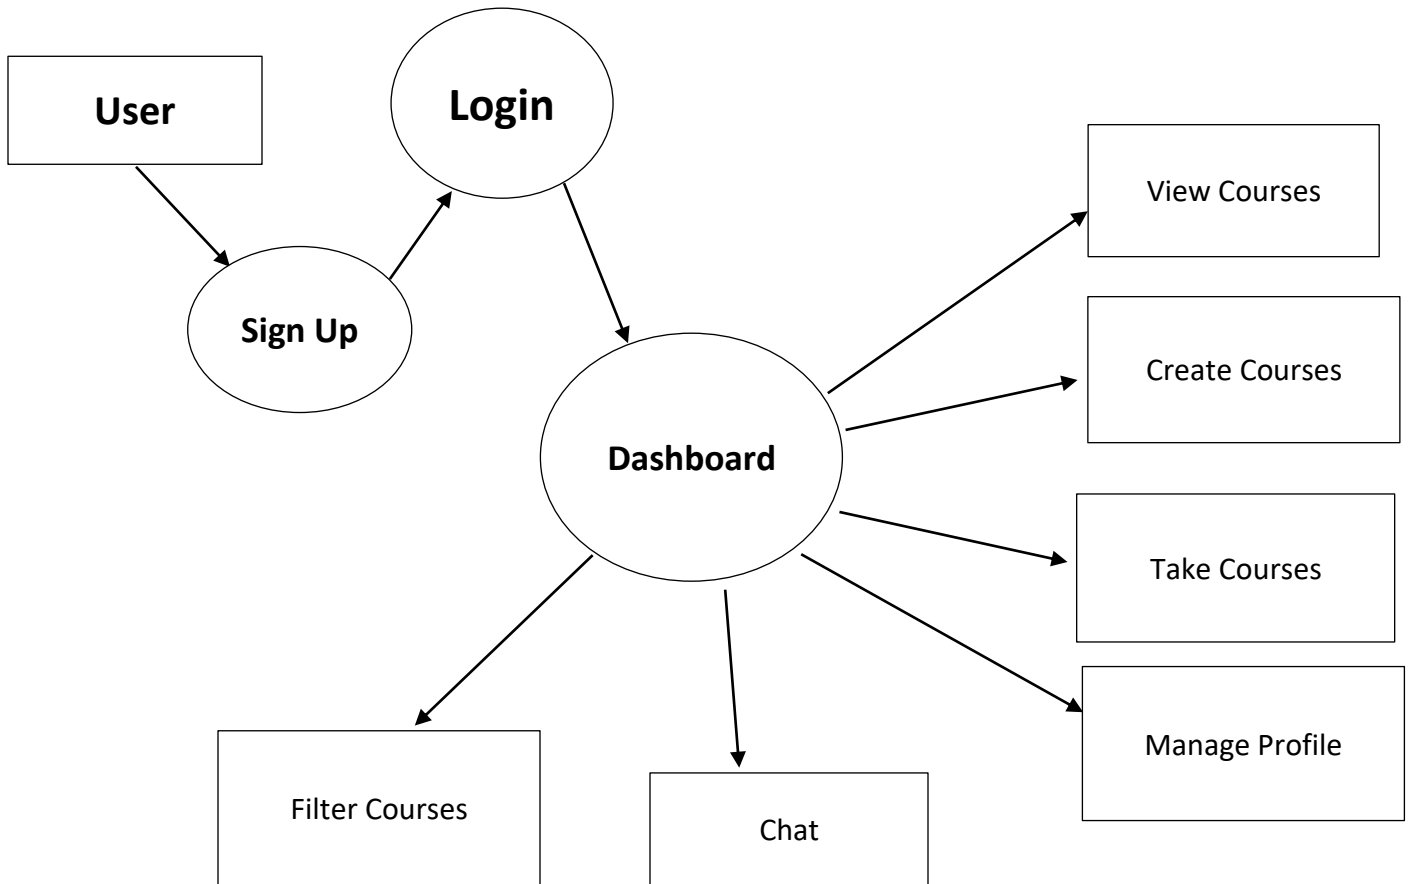 User
Login
Sign Up
Dashboard
View Courses
Create Courses
Take Courses
Manage Profile
Filter Courses
Chat